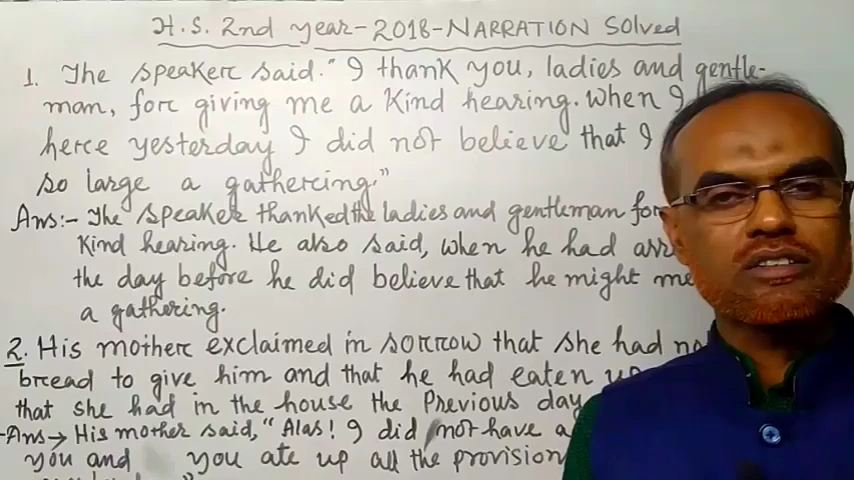 H.S. 2nd year-2018-NARRATION Solved
1. The speaker said. "I thank you, ladies and gentle-
man, for giving me a kind hearing. When I
here yesterday I did not believe that I
so large a gathering."
Ans:- The speaker thanked the ladies and gentleman for
kind hearing. He also said, when he had arr
the day before he did believe that he might me
a gathering.
2. His mother exclaimed in sorrow that she had no
bread to give him and that he had eaten up
that she had in the house the Previous day
Ans→ His mother said, "Alas! I did not have a
you and you ate up all the provision